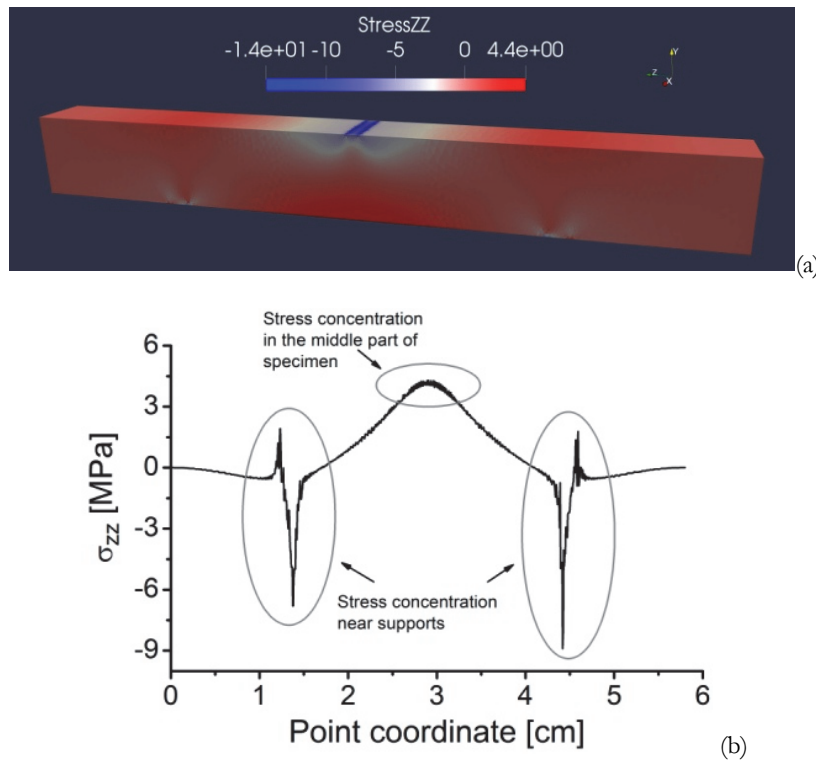 StressZZ
-1.4e+01 -10 -5 0 4.4e+00
Y
Z
X
(a)
Stress concentration
in the middle part of
specimen
6
3
0
-3
-6
-9
σzz [MPa]
Stress concentration
near supports
0 1 2 3 4 5 6
Point coordinate [cm]
(b)